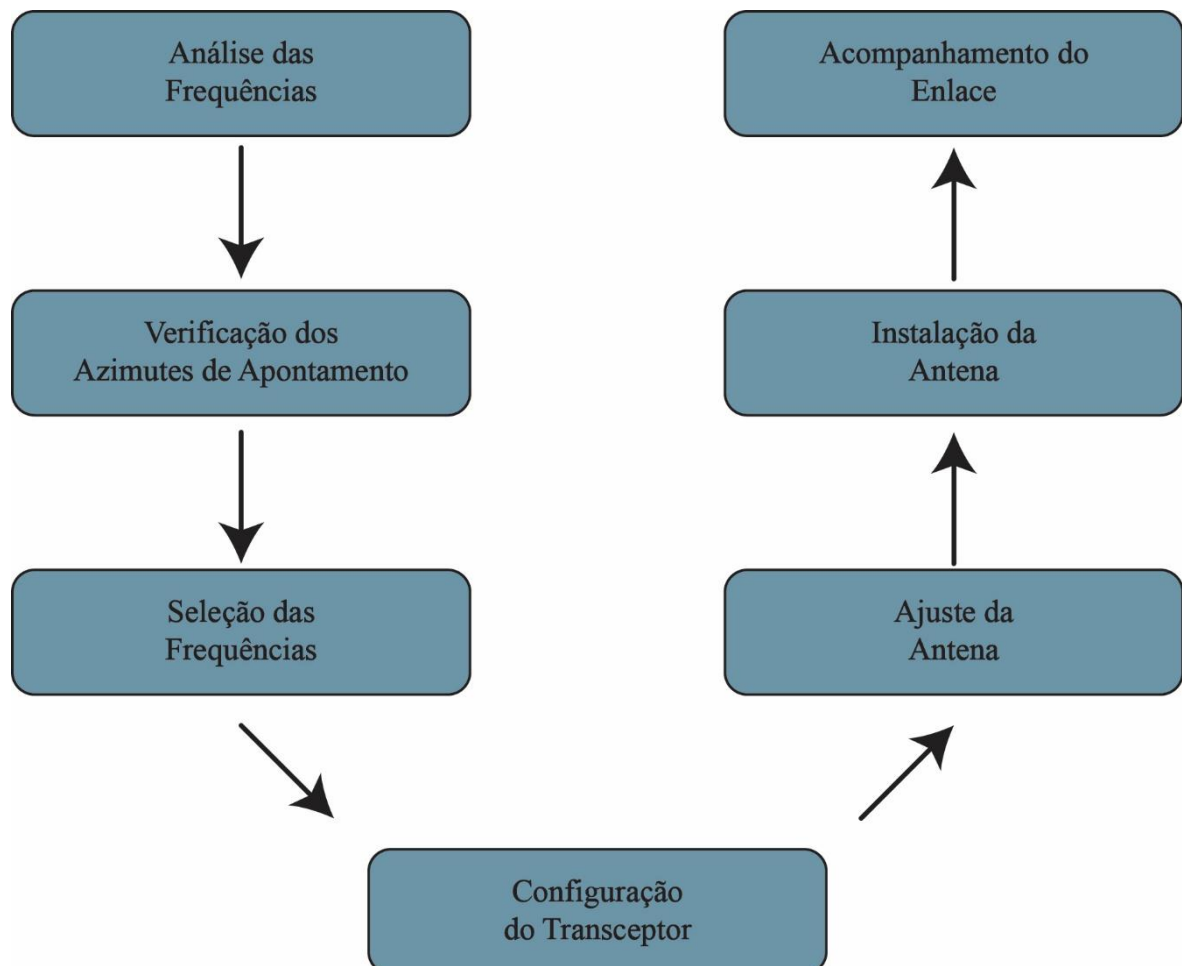 Análise das
Frequências
Verificação dos
Azimutes de Apontamento
Seleção das
Frequências
Configuração
do Transceptor
Ajuste da
Antena
Instalação da
Antena
Acompanhamento do
Enlace